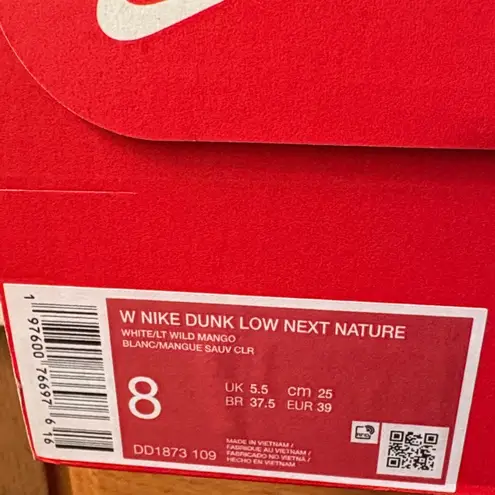 W NIKE DUNK LOW NEXT NATURE
WHITE/LT WILD MANGO
BLANC/MANGUE SAUV CLR
8
UK 5.5 cm 25
BR 37.5 EUR 39
DD1873 109
MADE IN VIETNAM /
FABRIQUE AU VIETNAM /
FABRICADO NO VIETNÃ /
HECHO EN VIETNAM
1 97600 76697 6 16